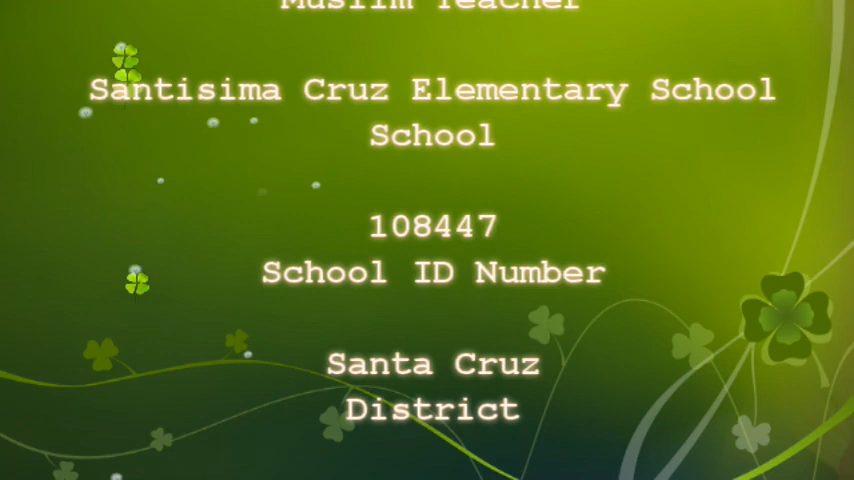 Muslim Teacher
Santisima Cruz Elementary School
School
108447
School ID Number
Santa Cruz
District